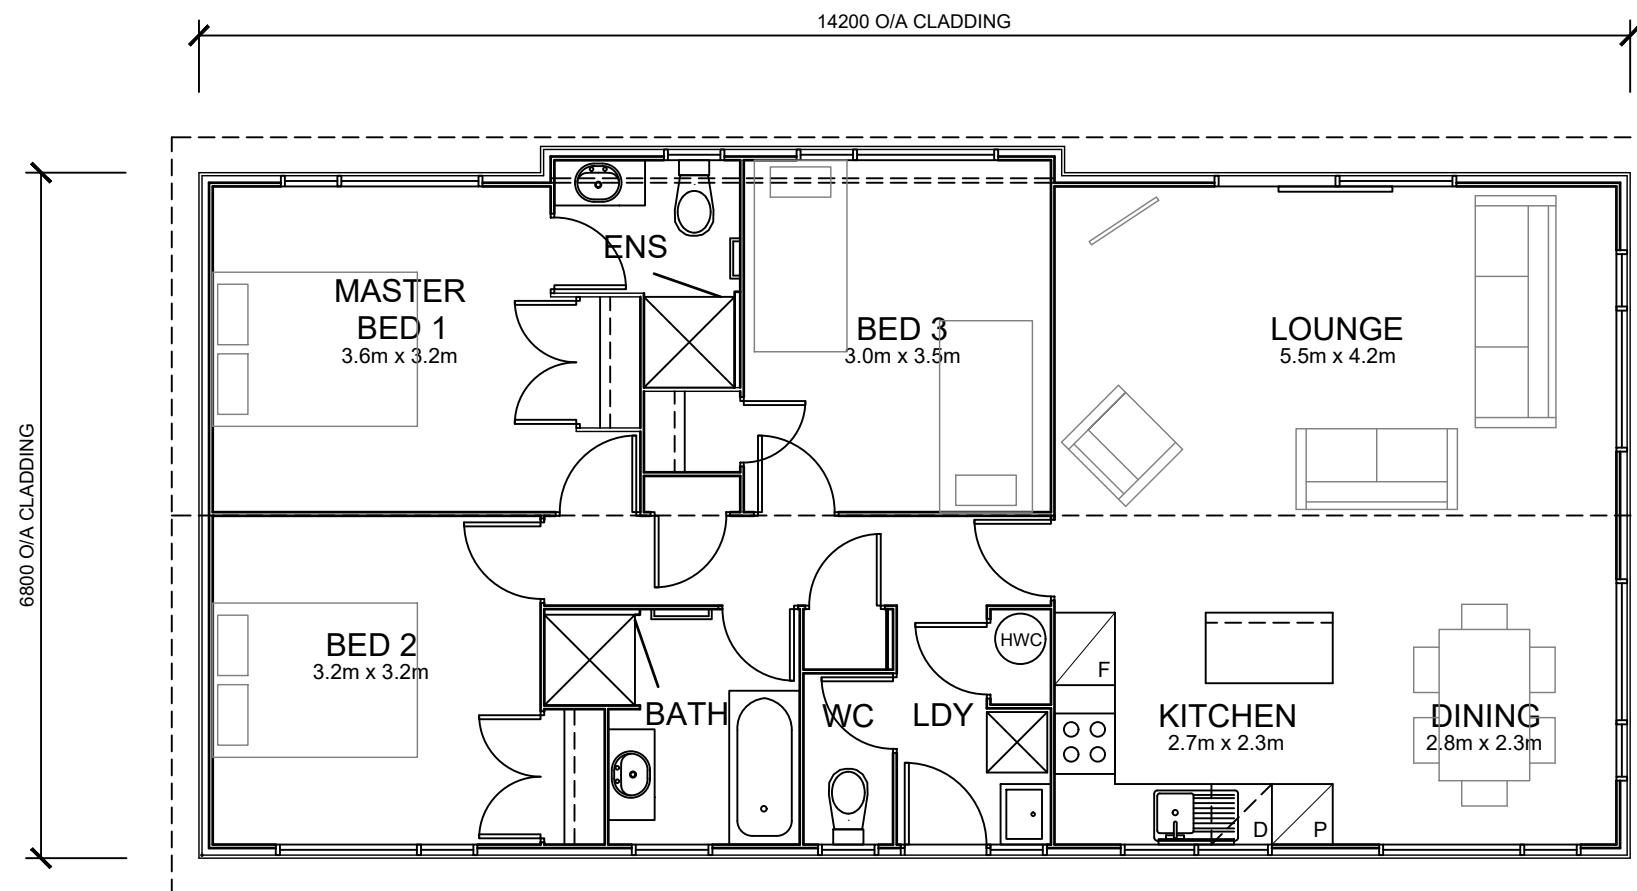 14200 O/A CLADDING
6800 O/A CLADDING
ENS
MASTER
BED 1
3.6m x 3.2m
BED 3
3.0m x 3.5m
LOUNGE
5.5m x 4.2m
BED 2
3.2m x 3.2m
HWC
F
BATH
WC
LDY
KITCHEN
2.7m x 2.3m
DINING
2.8m x 2.3m
D
P